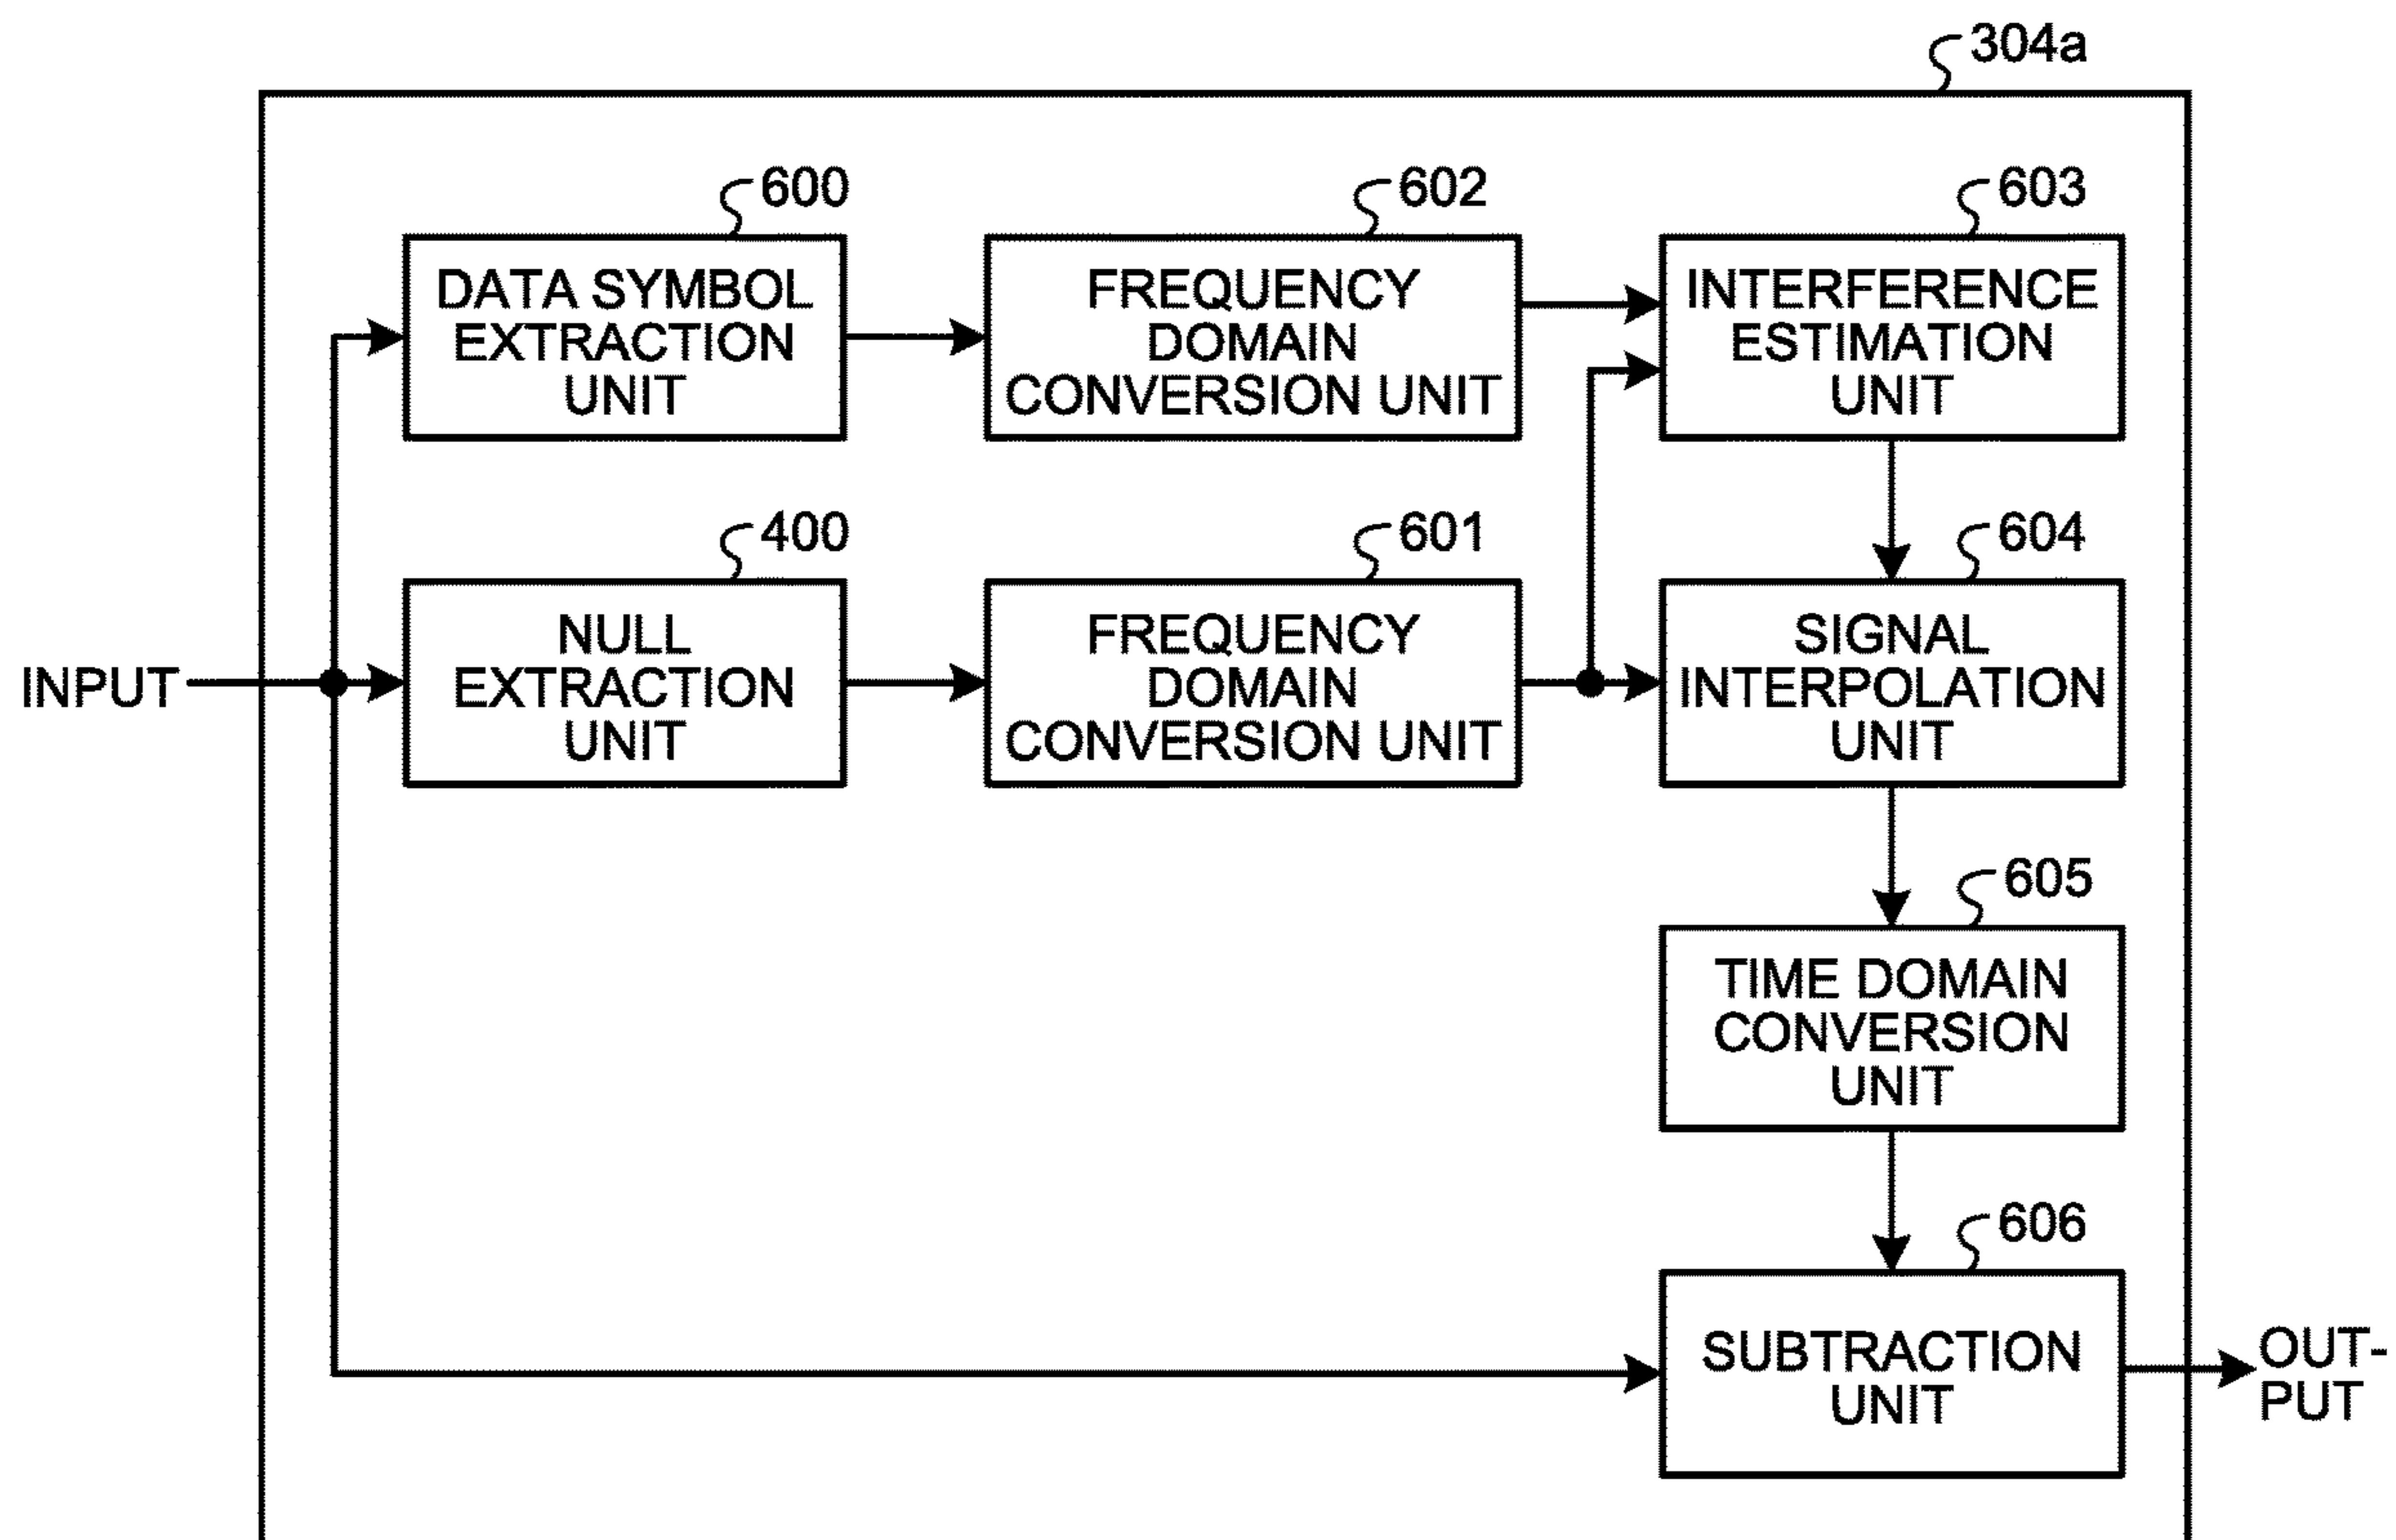 304a
600
602
603
DATA SYMBOL
EXTRACTION
UNIT
FREQUENCY
DOMAIN
CONVERSION UNIT
INTERFERENCE
ESTIMATION
UNIT
400
601
604
INPUT
NULL
EXTRACTION
UNIT
FREQUENCY
DOMAIN
CONVERSION UNIT
SIGNAL
INTERPOLATION
UNIT
605
TIME DOMAIN
CONVERSION
UNIT
606
SUBTRACTION
UNIT
OUT-
PUT